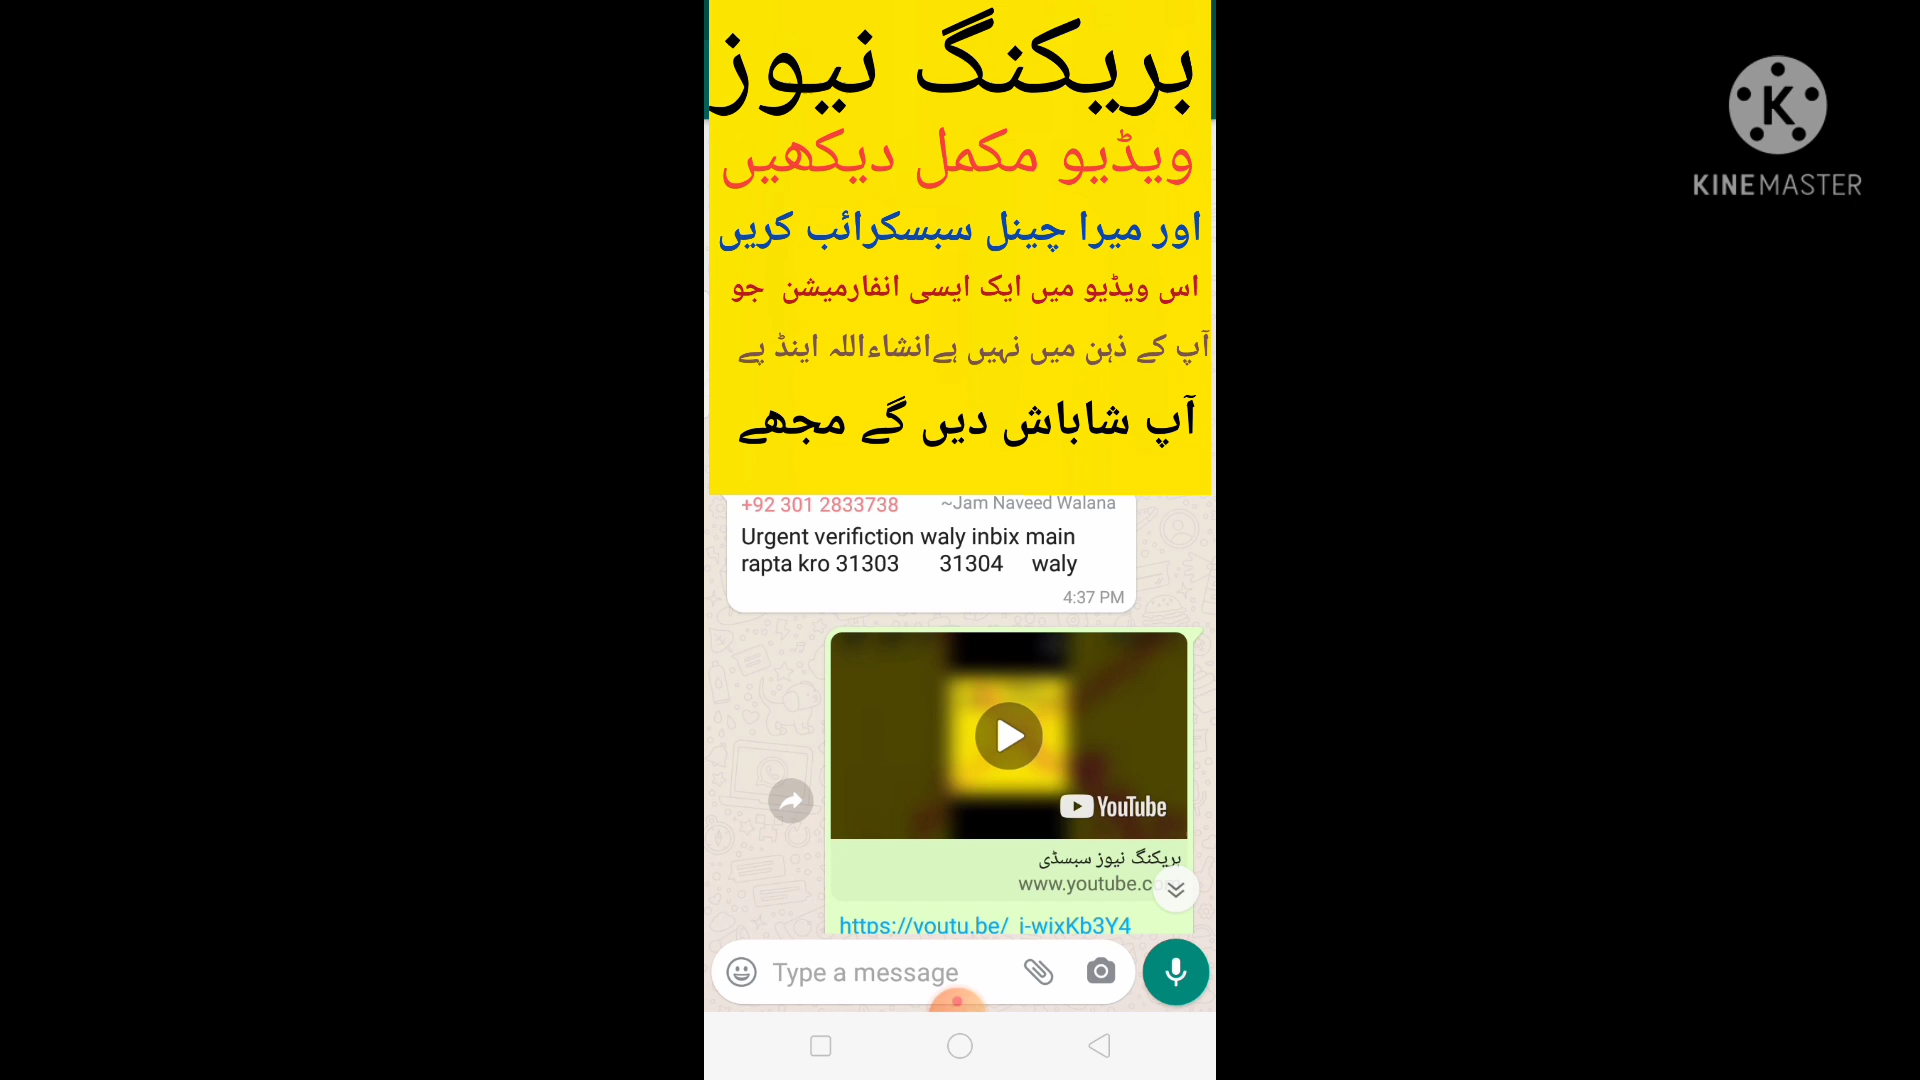 بریکنگ نیوز
ویڈیو مکمل دیکھیں
اور میرا چینل سبسکرائب کریں
اس ویڈیو میں ایک ایسی انفارمیشن جو
آپ کے ذہن میں نہیں ہےانشاءاللہ اینڈ پے
آپ شاباش دیں گے مجھے
KINEMASTER
+92 301 2833738 ~Jam Naveed Walana
Urgent verifiction waly inbix main
rapta kro 31303 31304 waly
4:37 PM
YouTube
بریکنگ نیوز سبسڈی
www.youtube.c
https://youtu.be/_i-wixKb3Y4
Type a message